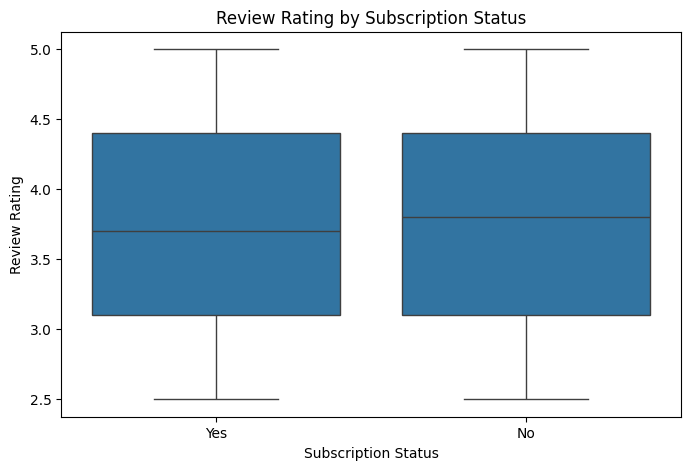 Review Rating by Subscription Status
Review Rating
5.0
4.5
4.0
3.5
3.0
2.5
Yes
No
Subscription Status